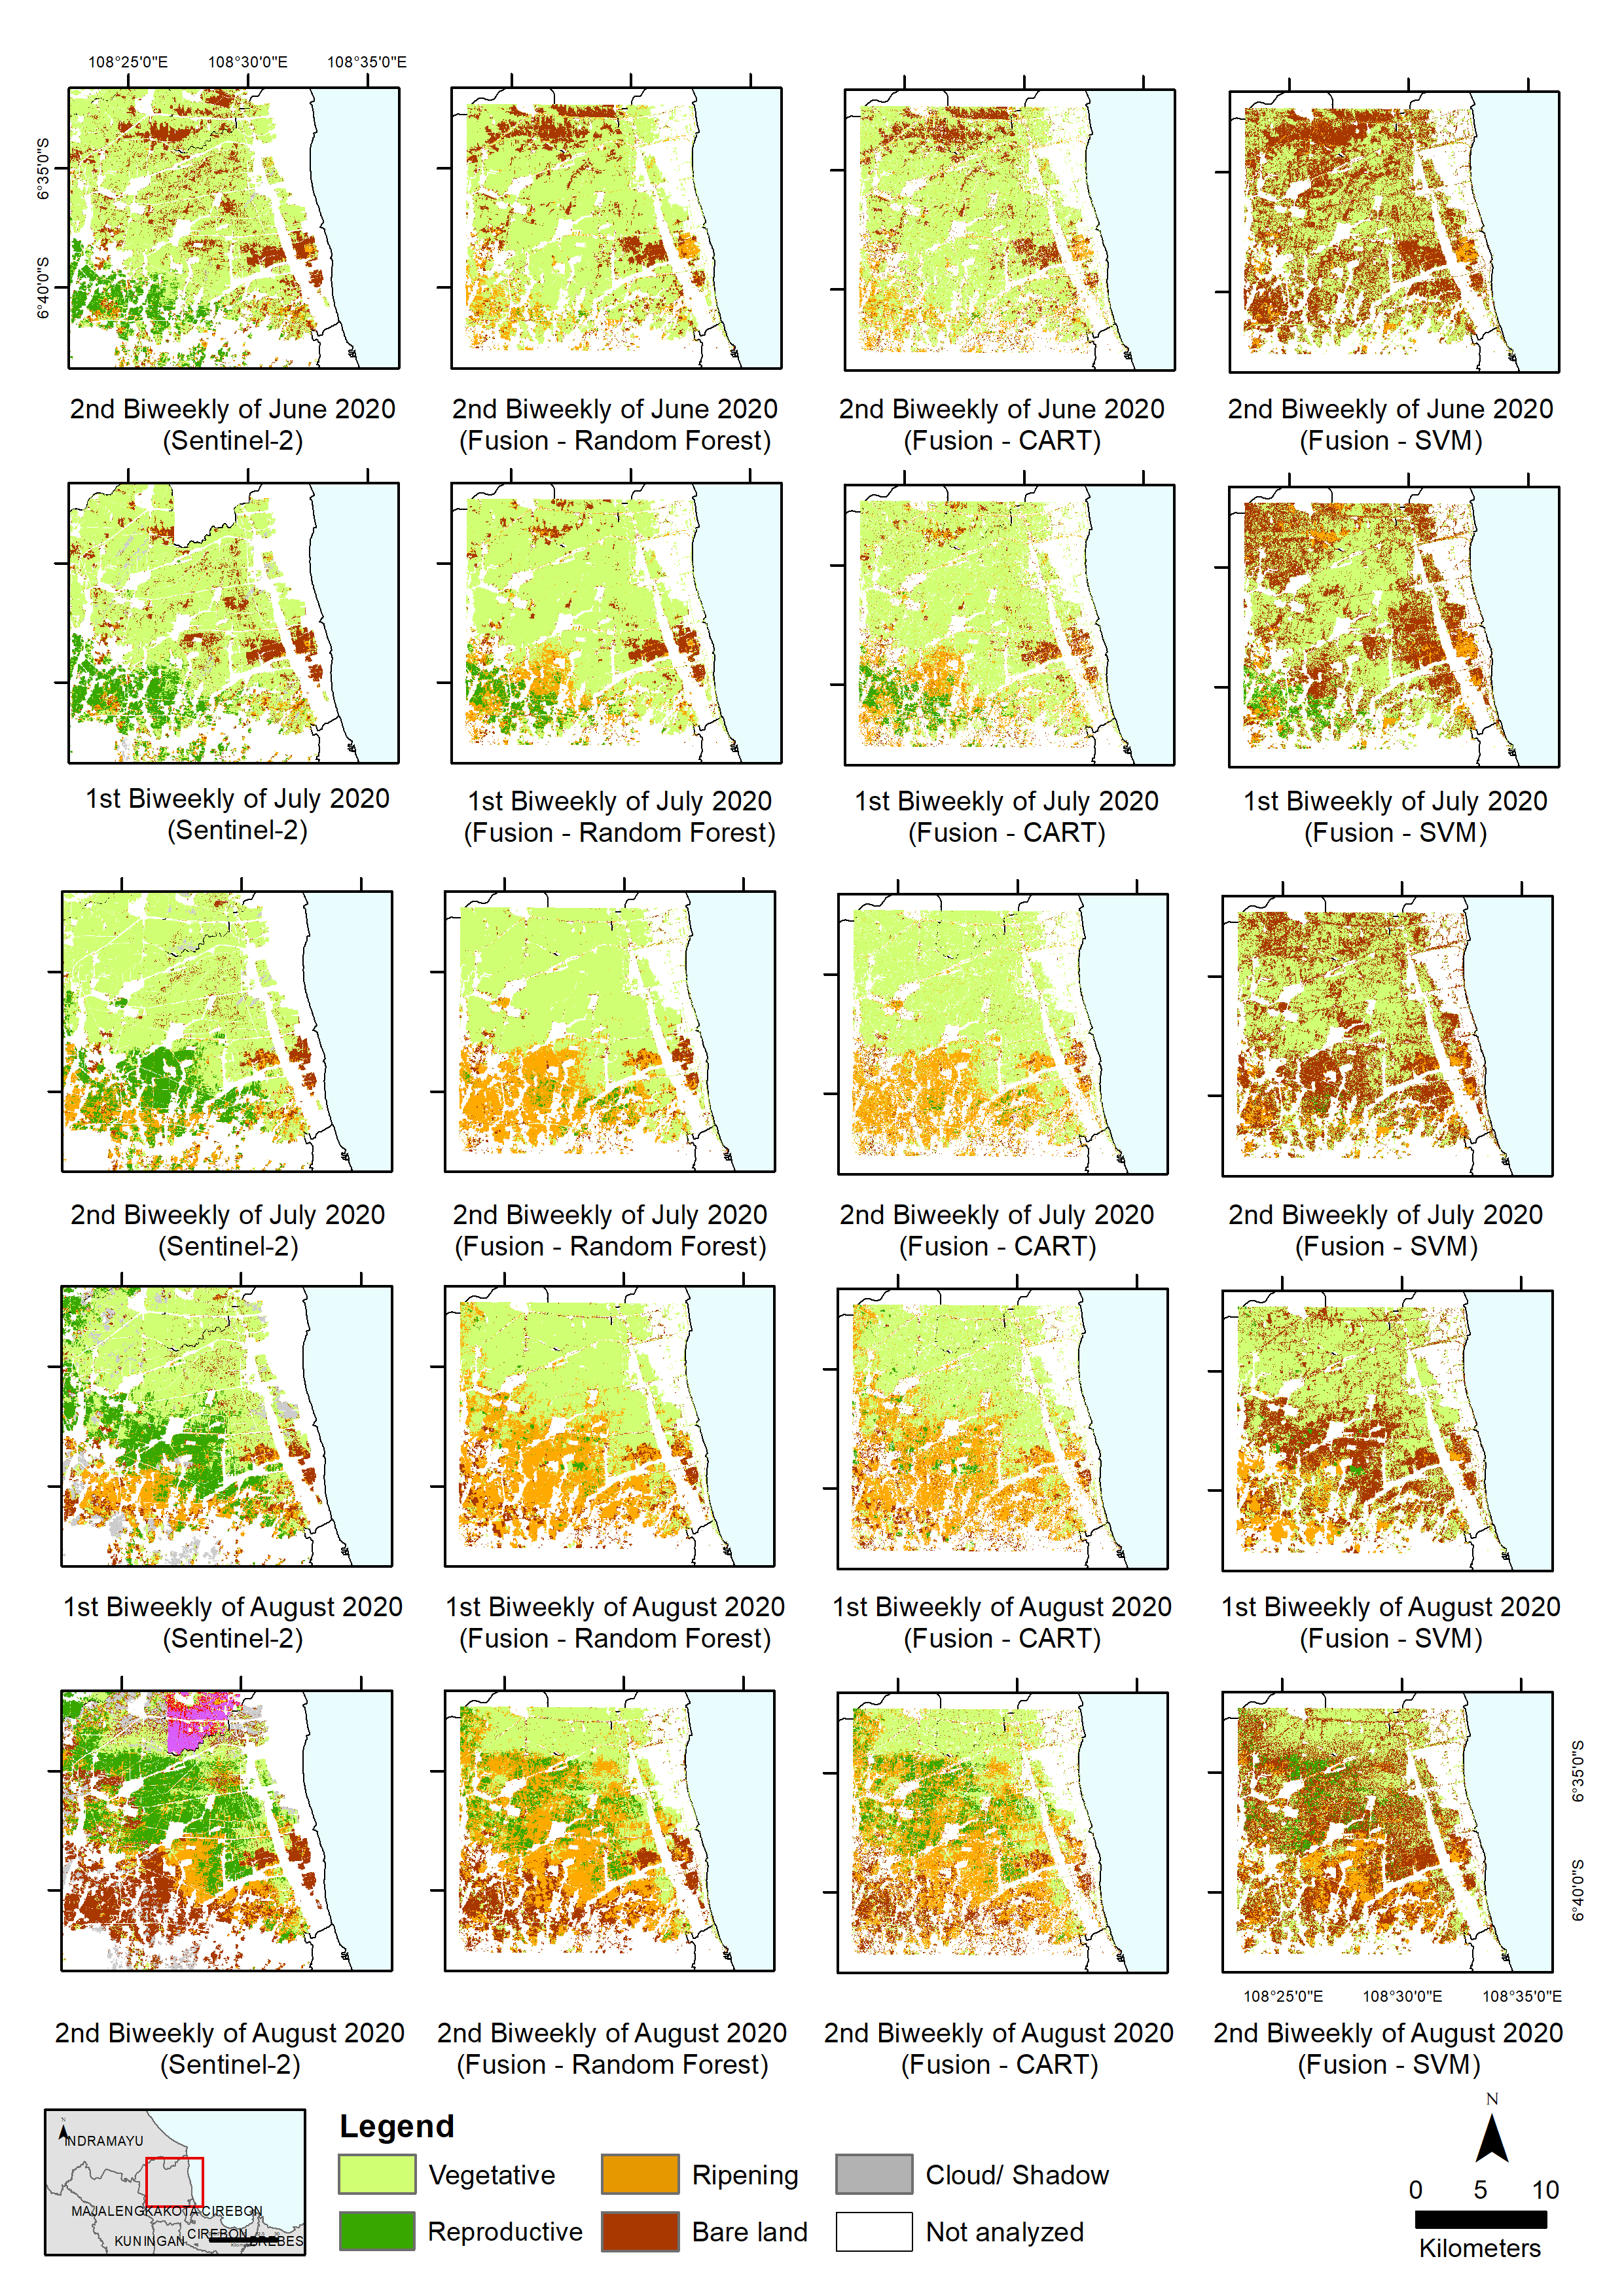 108°25'0"E 108°30'0"E 108°35'0"E
6°35'0"S
6°40'0"S
2nd Biweekly of June 2020
(Sentinel-2)
2nd Biweekly of June 2020
(Fusion - Random Forest)
2nd Biweekly of June 2020
(Fusion - CART)
2nd Biweekly of June 2020
(Fusion - SVM)
1st Biweekly of July 2020
(Sentinel-2)
1st Biweekly of July 2020
(Fusion - Random Forest)
1st Biweekly of July 2020
(Fusion - CART)
1st Biweekly of July 2020
(Fusion - SVM)
2nd Biweekly of July 2020
(Sentinel-2)
2nd Biweekly of July 2020
(Fusion - Random Forest)
2nd Biweekly of July 2020
(Fusion - CART)
2nd Biweekly of July 2020
(Fusion - SVM)
1st Biweekly of August 2020
(Sentinel-2)
1st Biweekly of August 2020
(Fusion - Random Forest)
1st Biweekly of August 2020
(Fusion - CART)
1st Biweekly of August 2020
(Fusion - SVM)
6°35'0"S
6°40'0"S
108°25'0"E 108°30'0"E 108°35'0"E
2nd Biweekly of August 2020
(Sentinel-2)
2nd Biweekly of August 2020
(Fusion - Random Forest)
2nd Biweekly of August 2020
(Fusion - CART)
2nd Biweekly of August 2020
(Fusion - SVM)
N
INDRAMAYU
MAJALENGKA KOTA CIREBON
CIREBON
KUNINGAN
BREBES
Legend
Vegetative
Ripening
Cloud/ Shadow
Reproductive
Bare land
Not analyzed
N
0 5 10
Kilometers